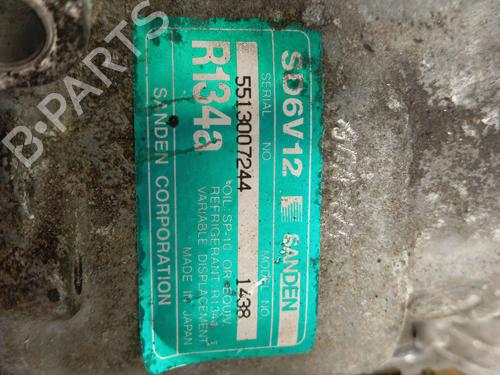 SD6V12 SANDEN
SERIAL NO. MODEL NO.
5513007244 1438
R134a
OIL: SP-10 OR EQUIV
REFRIGERANT R134a
VARIABLE DISPLACEMENT
SANDEN CORPORATION
MADE IN JAPAN
B-PARTS